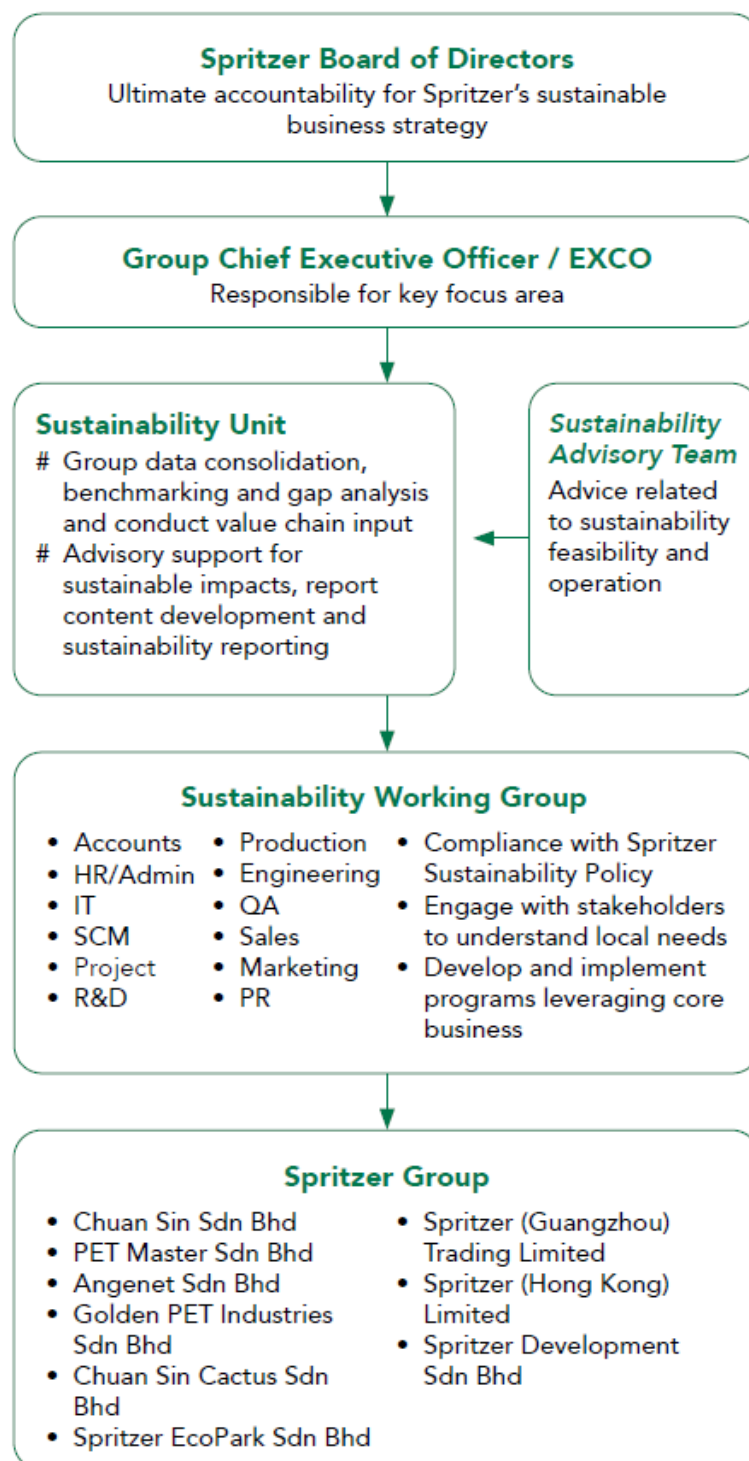 Spritzer Board of Directors
Ultimate accountability for Spritzer's sustainable
business strategy
Group Chief Executive Officer / EXCO
Responsible for key focus area
Sustainability Unit
# Group data consolidation,
benchmarking and gap analysis
and conduct value chain input
# Advisory support for
sustainable impacts, report
content development and
sustainability reporting
Sustainability
Advisory Team
Advice related
to sustainability
feasibility and
operation
Sustainability Working Group
• Accounts
• HR/Admin
• IT
• SCM
• Project
• R&D
• Production
• Engineering
• QA
• Sales
• Marketing
• PR
• Compliance with Spritzer
Sustainability Policy
• Engage with stakeholders
to understand local needs
• Develop and implement
programs leveraging core
business
Spritzer Group
• Chuan Sin Sdn Bhd
• PET Master Sdn Bhd
• Angenet Sdn Bhd
• Golden PET Industries
Sdn Bhd
• Chuan Sin Cactus Sdn
Bhd
• Spritzer EcoPark Sdn Bhd
• Spritzer (Guangzhou)
Trading Limited
• Spritzer (Hong Kong)
Limited
• Spritzer Development
Sdn Bhd